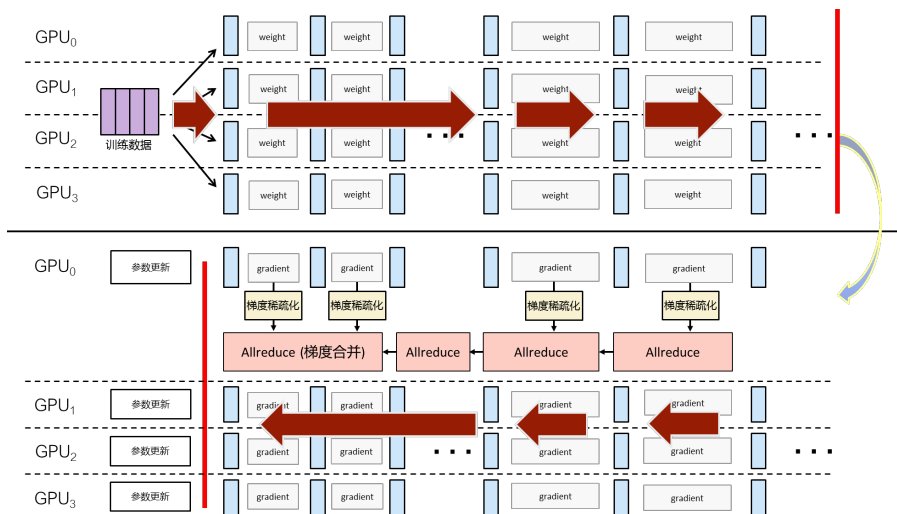 GPU0
weight weight weight weight
GPU1
weight weight weight weight
训练数据
GPU2
weight weight weight weight
... ...
GPU3
weight weight weight weight
GPU0
参数更新
gradient gradient gradient gradient
梯度稀疏化 梯度稀疏化 梯度稀疏化 梯度稀疏化
Allreduce (梯度合并) Allreduce Allreduce Allreduce
GPU1
参数更新
gradient gradient gradient gradient
GPU2
参数更新
gradient gradient gradient gradient
... ...
GPU3
参数更新
gradient gradient gradient gradient